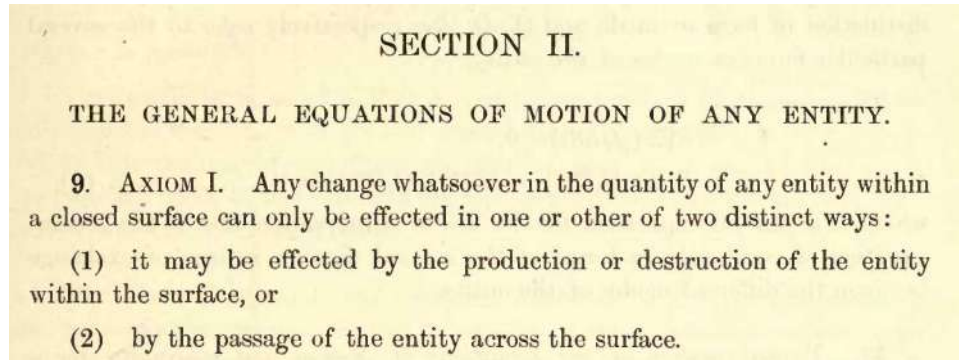 SECTION II.
THE GENERAL EQUATIONS OF MOTION OF ANY ENTITY.
9. AXIOM I. Any change whatsoever in the quantity of any entity within
a closed surface can only be effected in one or other of two distinct ways:
(1) it may be effected by the production or destruction of the entity
within the surface, or
(2) by the passage of the entity across the surface.